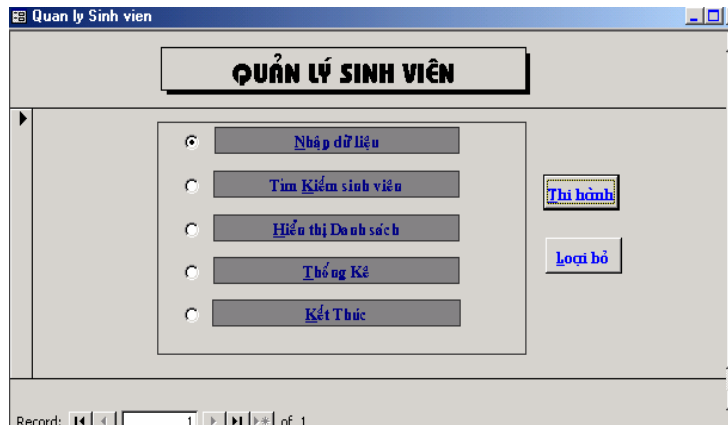 Quan ly Sinh vien
QUẢN LÝ SINH VIÊN
Nhập dữ liệu
Tìm Kiếm sinh viên
Hiển thị Danh sách
Thống Kê
Kết Thúc
Thi hành
Loại bỏ
Record: 1 of 1